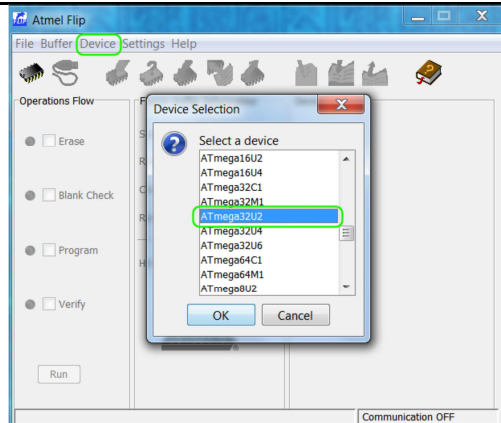 Atmel Flip
File Buffer Device Settings Help
Operations Flow
Erase
Blank Check
Program
Verify
Run
Device Selection
Select a device
ATmega16U2
ATmega16U4
ATmega32C1
ATmega32M1
ATmega32U2
ATmega32U4
ATmega32U6
ATmega64C1
ATmega64M1
ATmega8U2
OK Cancel
Communication OFF